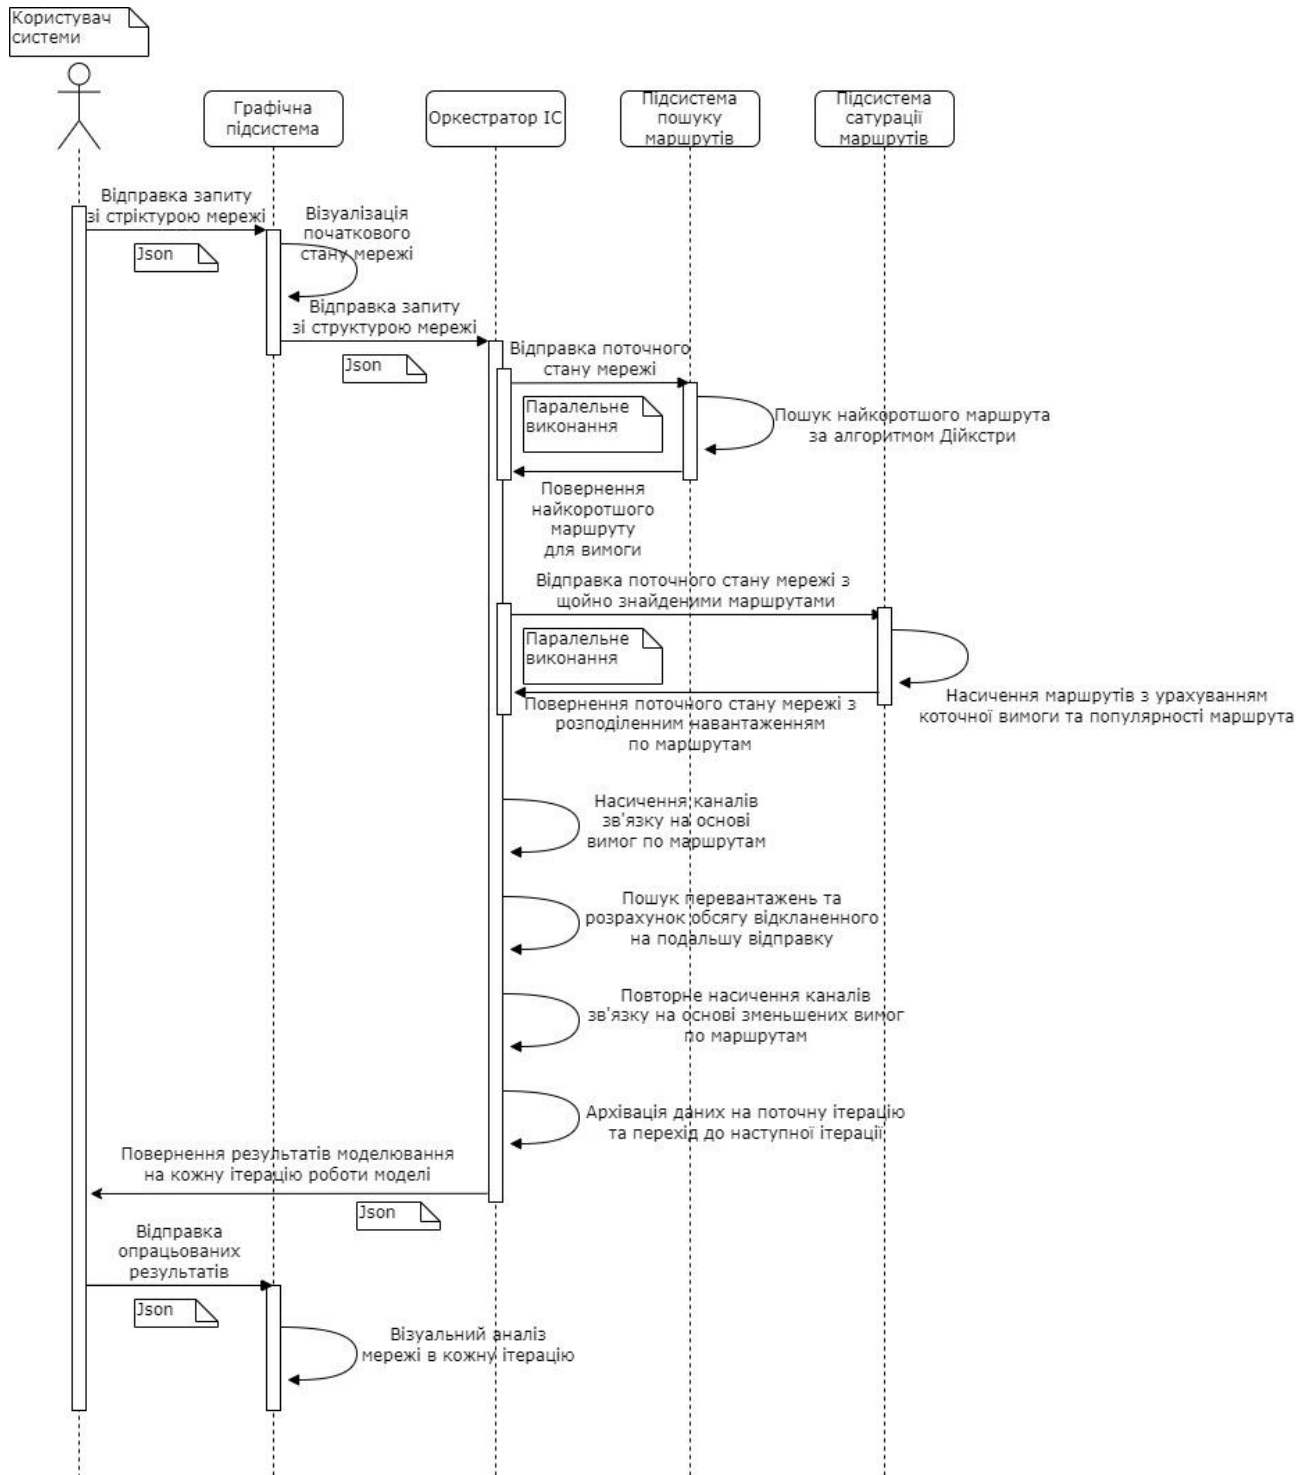 Користувач
системи
Графічна
підсистема
Оркестратор ІС
Підсистема
пошуку
маршрутів
Підсистема
сатурації
маршрутів
Відправка запиту
зі стріктурою мережі
Json
Візуалізація
початкового
стану мережі
Відправка запиту
зі структурою мережі
Json
Відправка поточного
стану мережі
Паралельне
виконання
Пошук найкоротшого маршрута
за алгоритмом Дійкстри
Повернення
найкоротшого
маршруту
для вимоги
Відправка поточного стану мережі з
щойно знайденими маршрутами
Паралельне
виконання
Насичення маршрутів з урахуванням
коточної вимоги та популярності маршрута
Повернення поточного стану мережі з
розподіленним навантаженням
по маршрутам
Насичення каналів
зв'язку на основі
вимог по маршрутам
Пошук перевантажень та
розрахунок обсягу відкланенного
на подальшу відправку
Повторне насичення каналів
зв'язку на основі зменьшених вимог
по маршрутам
Архівація даних на поточну ітерацію
та перехід до наступної ітерації
Повернення результатів моделювання
на кожну ітерацію роботи моделі
Json
Відправка
опрацьованих
результатів
Json
Візуальний аналіз
мережі в кожну ітерацію